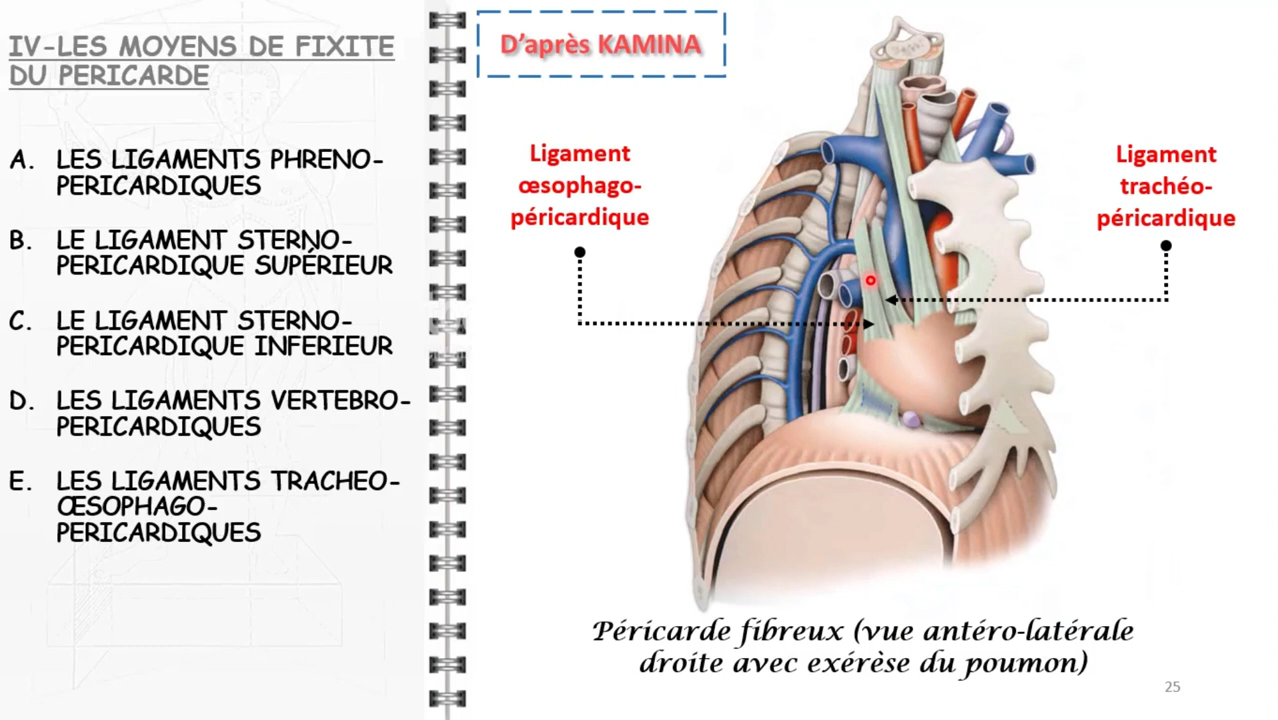 IV-LES MOYENS DE FIXITE
DU PERICARDE
A. LES LIGAMENTS PHRENO-
PERICARDIQUES
B. LE LIGAMENT STERNO-
PERICARDIQUE SUPÉRIEUR
C. LE LIGAMENT STERNO-
PERICARDIQUE INFERIEUR
D. LES LIGAMENTS VERTEBRO-
PERICARDIQUES
E. LES LIGAMENTS TRACHEO-
ŒSOPHAGO-
PERICARDIQUES
D'après KAMINA
Ligament
œsophago-
péricardique
Ligament
trachéo-
péricardique
Péricarde fibreux (vue antéro-latérale
droite avec exérèse du poumon)
25